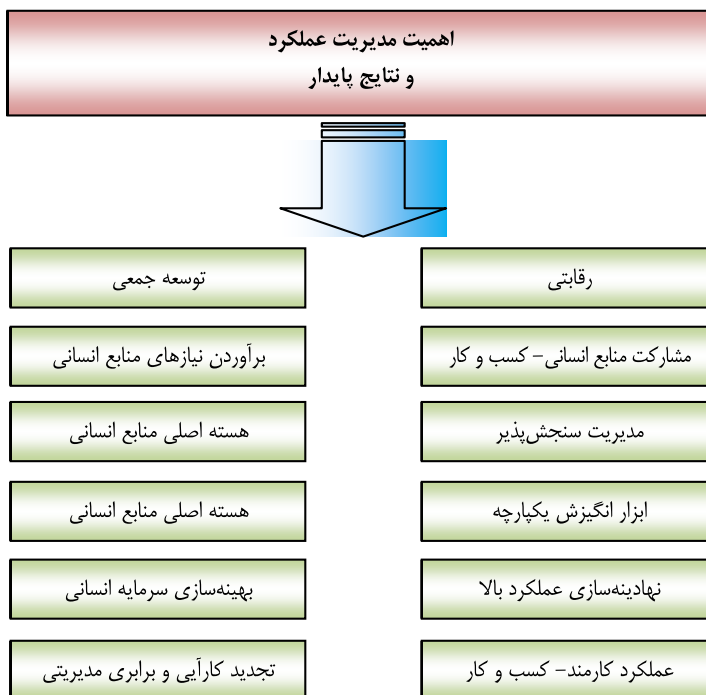 اهمیت مدیریت عملکرد
و نتایج پایدار
رقابتی
توسعه جمعی
مشارکت منابع انسانی- کسب و کار
برآوردن نیازهای منابع انسانی
مدیریت سنجش‌پذیر
هسته اصلی منابع انسانی
ابزار انگیزش یکپارچه
هسته اصلی منابع انسانی
نهادینه‌سازی عملکرد بالا
بهینه‌سازی سرمایه انسانی
عملکرد کارمند- کسب و کار
تجدید کارآیی و برابری مدیریتی